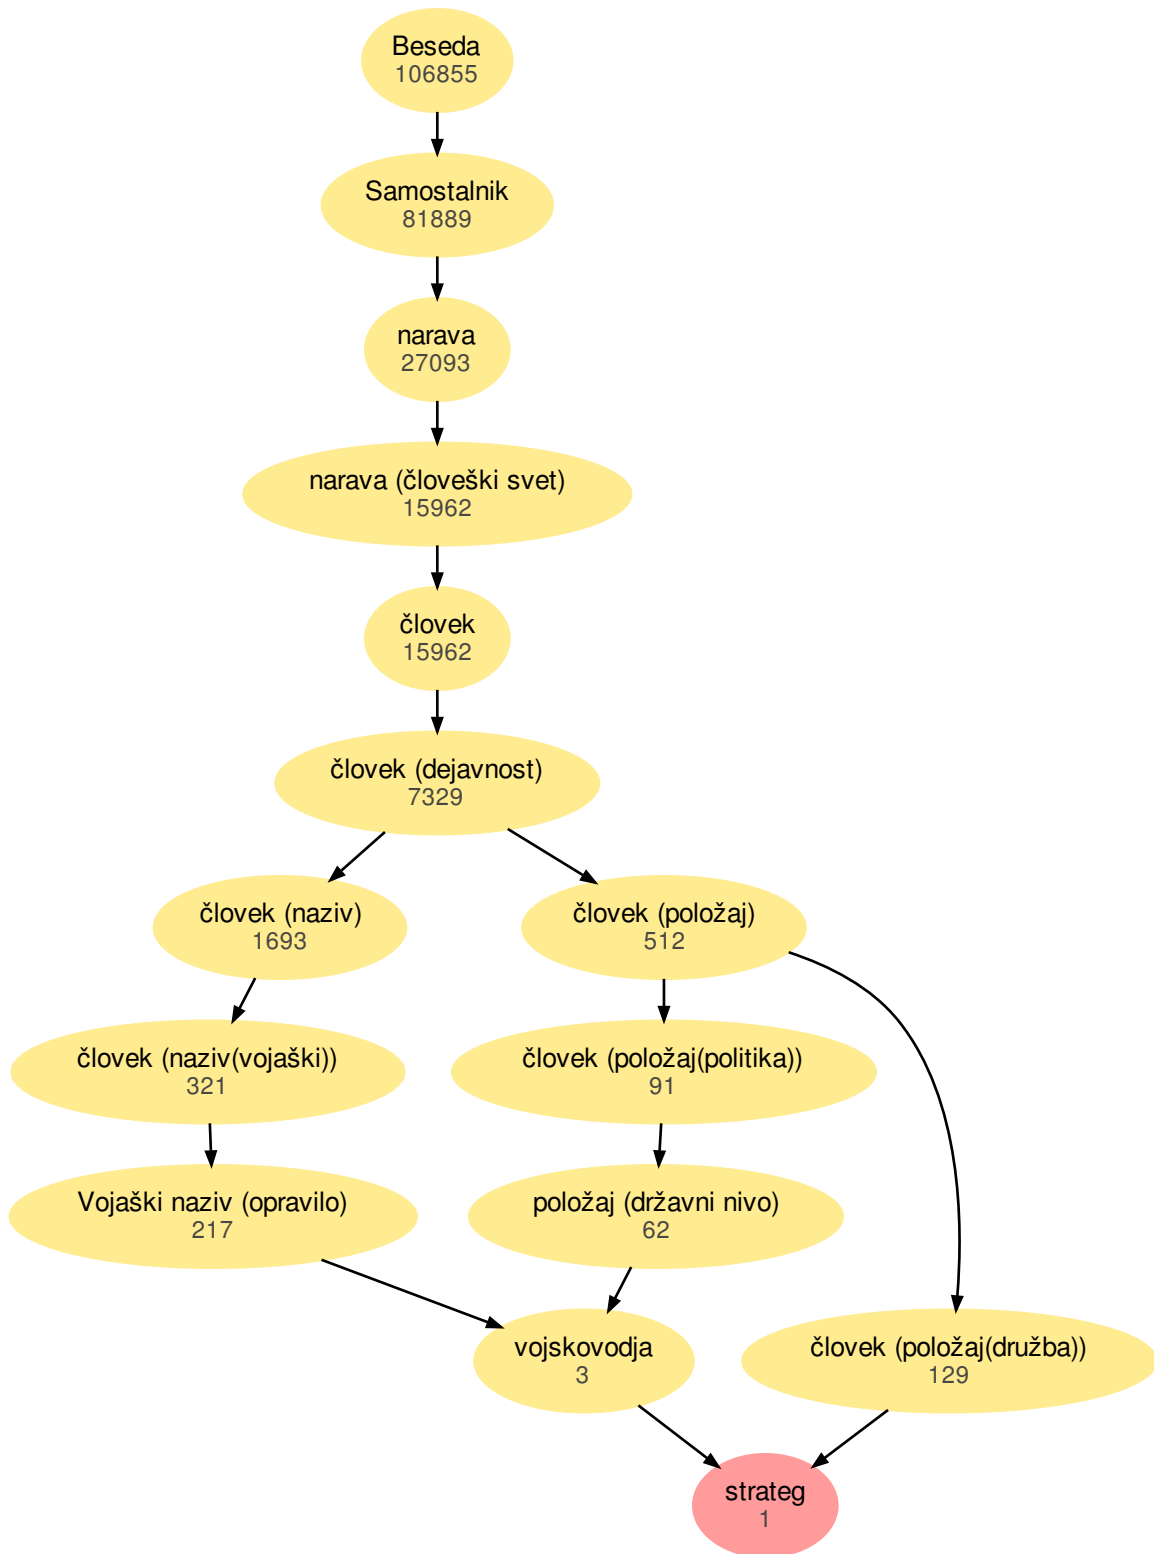 Beseda
106855
Samostalnik
81889
narava
27093
narava (človeški svet)
15962
človek
15962
človek (dejavnost)
7329
človek (naziv)
1693
človek (položaj)
512
človek (naziv(vojaški))
321
človek (položaj(politika))
91
Vojaški naziv (opravilo)
217
položaj (državni nivo)
62
vojskovodja
3
človek (položaj(družba))
129
strateg
1